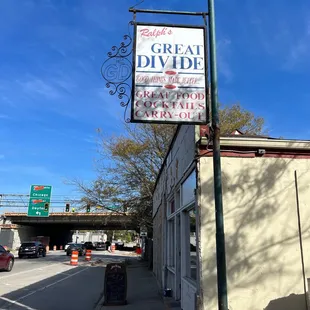 Ralph's
GREAT
DIVIDE
GREAT FOOD
COCKTAILS
CARRY-OUT